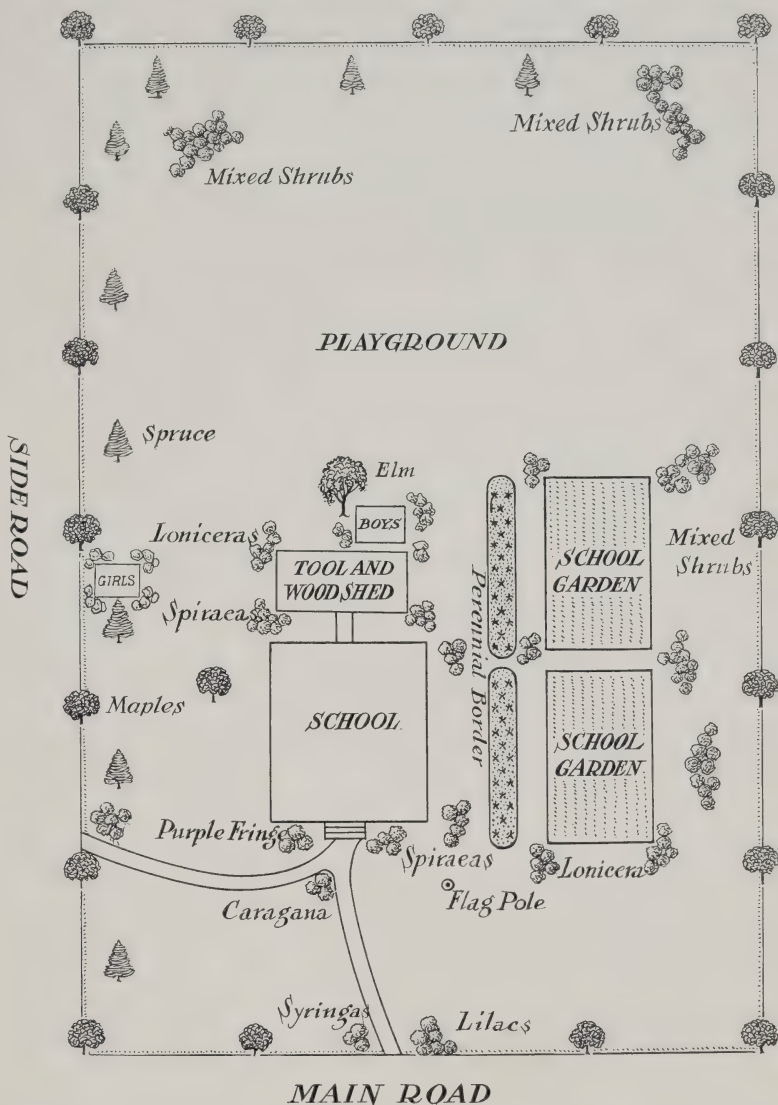 Mixed Shrubs
Mixed Shrubs
PLAYGROUND
SIDE ROAD
Spruce
Elm
BOYS
Loniceras
TOOL AND
WOOD SHED
GIRLS
Spiraeas
SCHOOL
GARDEN
Mixed
Shrubs
Perennial Border
Maples
SCHOOL
SCHOOL
GARDEN
Purple Fringe
Spiraeas
Lonicera
Caragana
Flag Pole
Syringas
Lilacs
MAIN ROAD